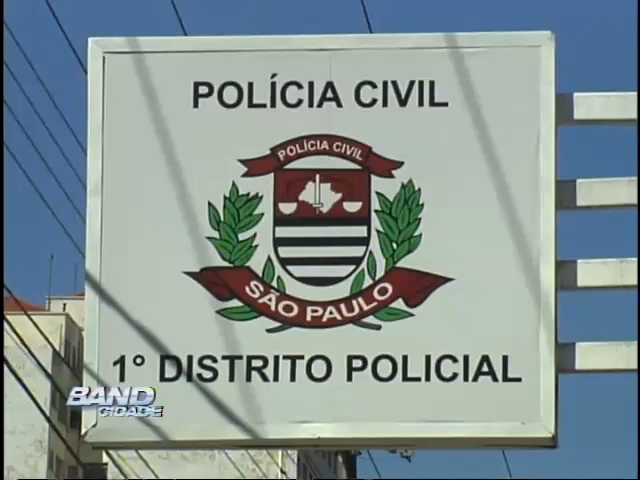 POLÍCIA CIVIL
POLÍCIA CIVIL
SÃO PAULO
1° DISTRITO POLICIAL
BAND
CIDADE